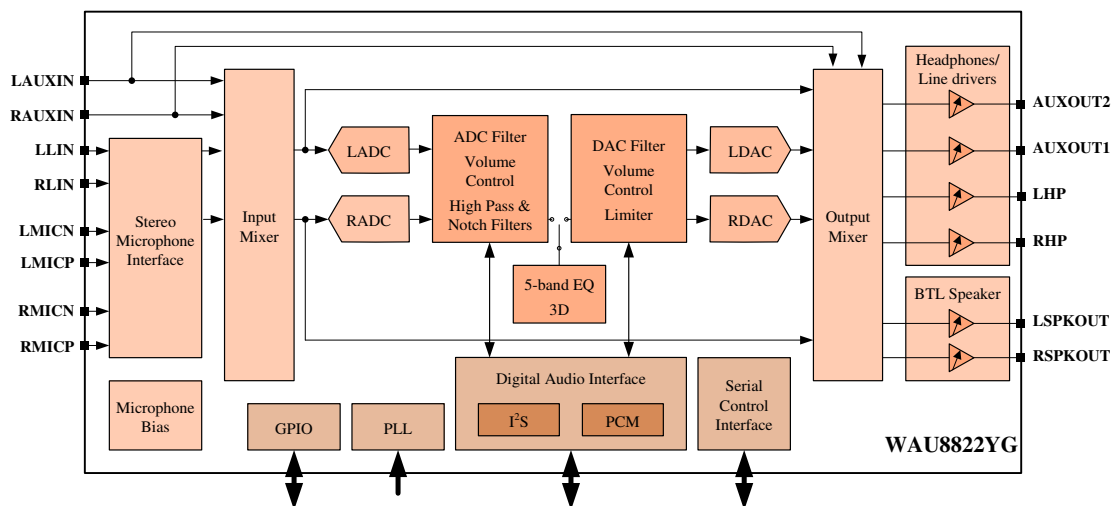 LAUXIN
RAUXIN
LLIN
RLIN
LMICN
LMICP
RMICN
RMICP
Stereo
Microphone
Interface
Microphone
Bias
Input
Mixer
LADC
RADC
ADC Filter
Volume
Control
High Pass &
Notch Filters
DAC Filter
Volume
Control
Limiter
5-band EQ
3D
LDAC
RDAC
Output
Mixer
Headphones/
Line drivers
BTL Speaker
AUXOUT2
AUXOUT1
LHP
RHP
LSPKOUT
RSPKOUT
GPIO
PLL
Digital Audio Interface
I²S
PCM
Serial
Control
Interface
WAU8822YG